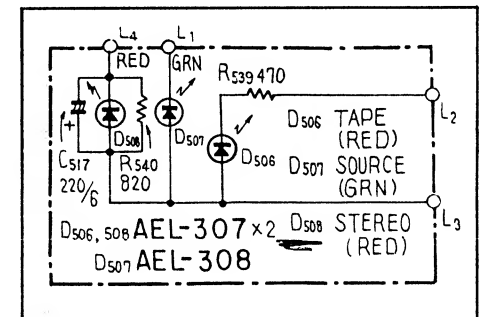 L4 L1
RED GRN
R539 470
L2
D508 D507 D506
D506 TAPE
(RED)
D507 SOURCE
(GRN)
+
C517
220/6
R540
820
L3
D506, 508 AEL-307×2
D508 STEREO
(RED)
D507 AEL-308